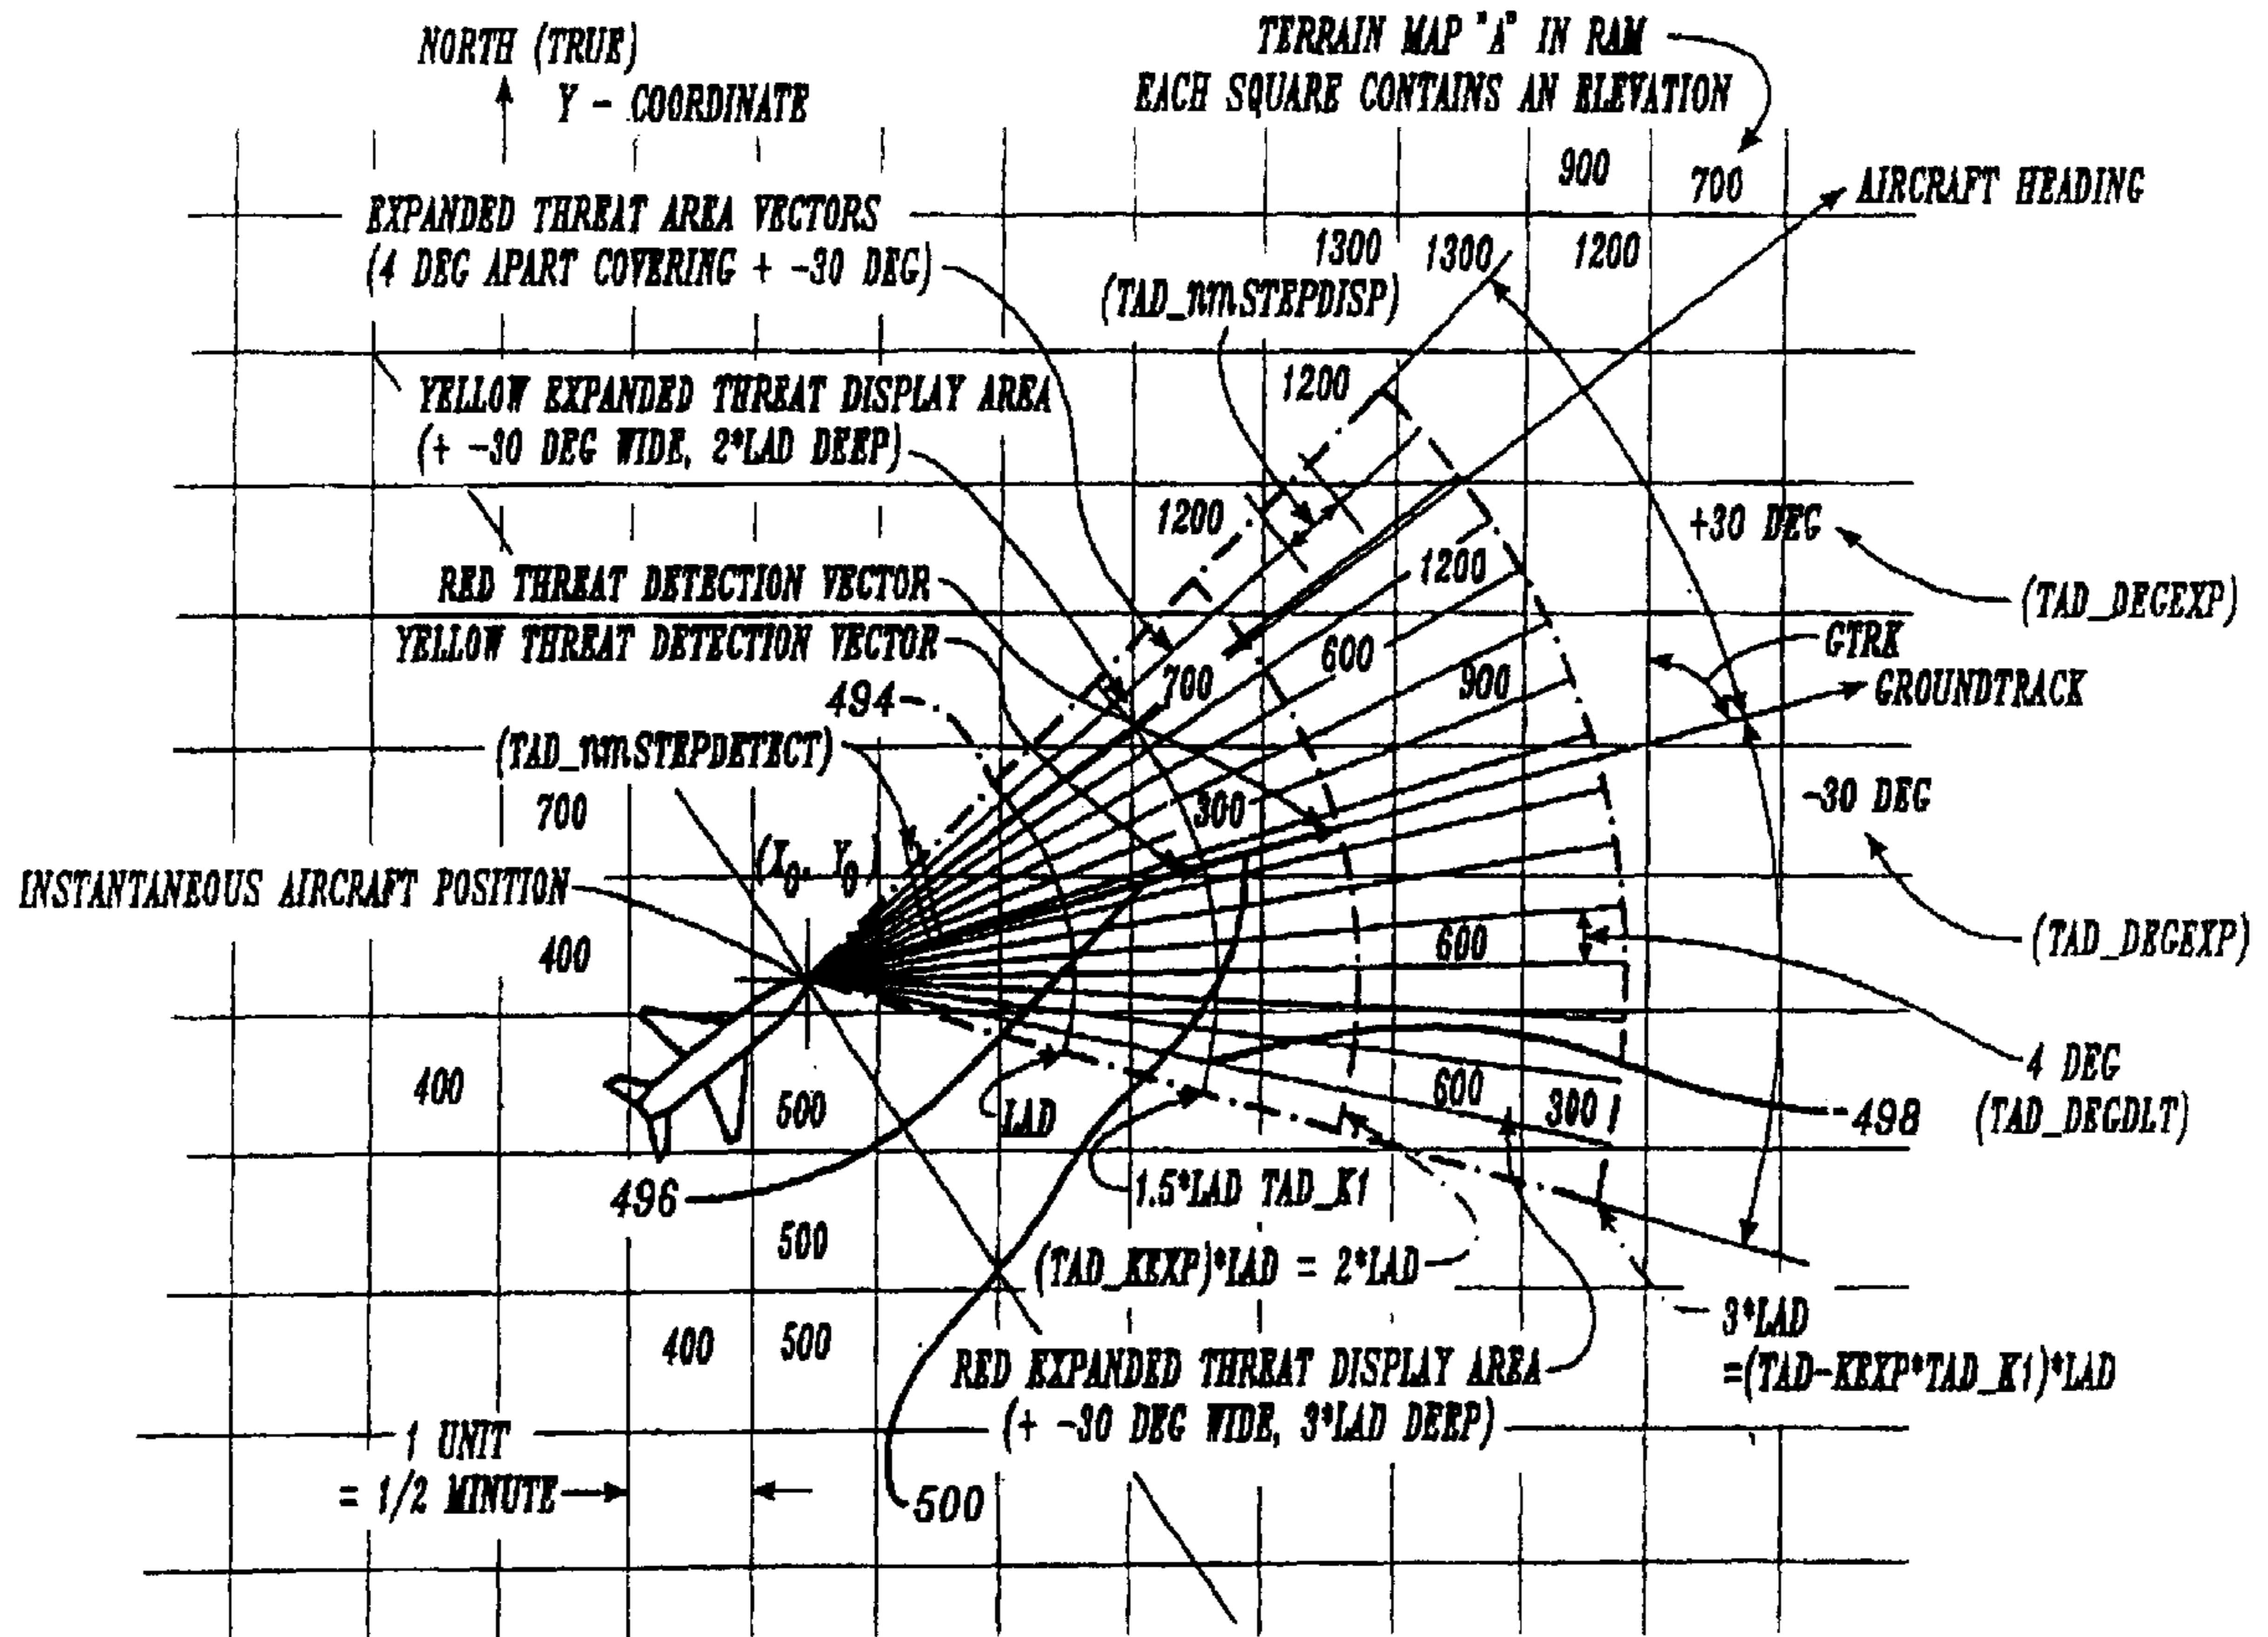 NORTH (TRUE)
Y - COORDINATE
TERRAIN MAP "A" IN RAM
EACH SQUARE CONTAINS AN ELEVATION
900
700
AIRCRAFT HEADING
EXPANDED THREAT AREA VECTORS
(4 DEG APART COVERING + -30 DEG)
1300
1300
1200
(TAD_nmSTEPDISP)
YELLOW EXPANDED THREAT DISPLAY AREA
(+ -30 DEG WIDE, 2*LAD DEEP)
1200
1200
+30 DEG
1200
(TAD_DEGEXP)
RED THREAT DETECTION VECTOR
YELLOW THREAT DETECTION VECTOR
600
GTRK
700
900
GROUNDTRACK
494
(TAD_nmSTEPDETECT)
700
300
-30 DEG
(X0, Y0)
INSTANTANEOUS AIRCRAFT POSITION
400
600
(TAD_DEGEXP)
400
500
LAD
600
300
4 DEG
(TAD_DEGDLT)
498
496
1.5*LAD TAD_K1
500
(TAD_KEXP)*LAD = 2*LAD
3*LAD
=(TAD-KEXP*TAD_K1)*LAD
400
500
RED EXPANDED THREAT DISPLAY AREA
(+ -30 DEG WIDE, 3*LAD DEEP)
1 UNIT
= 1/2 MINUTE
500